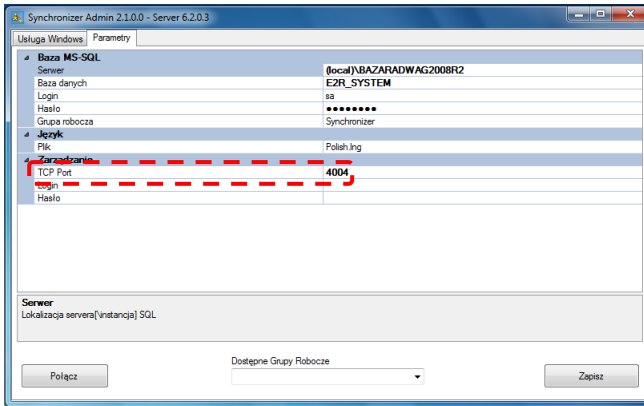 Synchronizer Admin 2.1.0.0 - Server 6.2.0.3
Usługa Windows Parametry
Baza MS-SQL
Serwer (local)\BAZARADWAG2008R2
Baza danych E2R_SYSTEM
Login sa
Hasło ●●●●●●●●
Grupa robocza Synchronizer
Język
Plik Polish.lng
Zarządzanie
TCP Port 4004
Login
Hasło
Serwer
Lokalizacja servera[\instancja] SQL
Dostępne Grupy Robocze
Połącz Zapisz